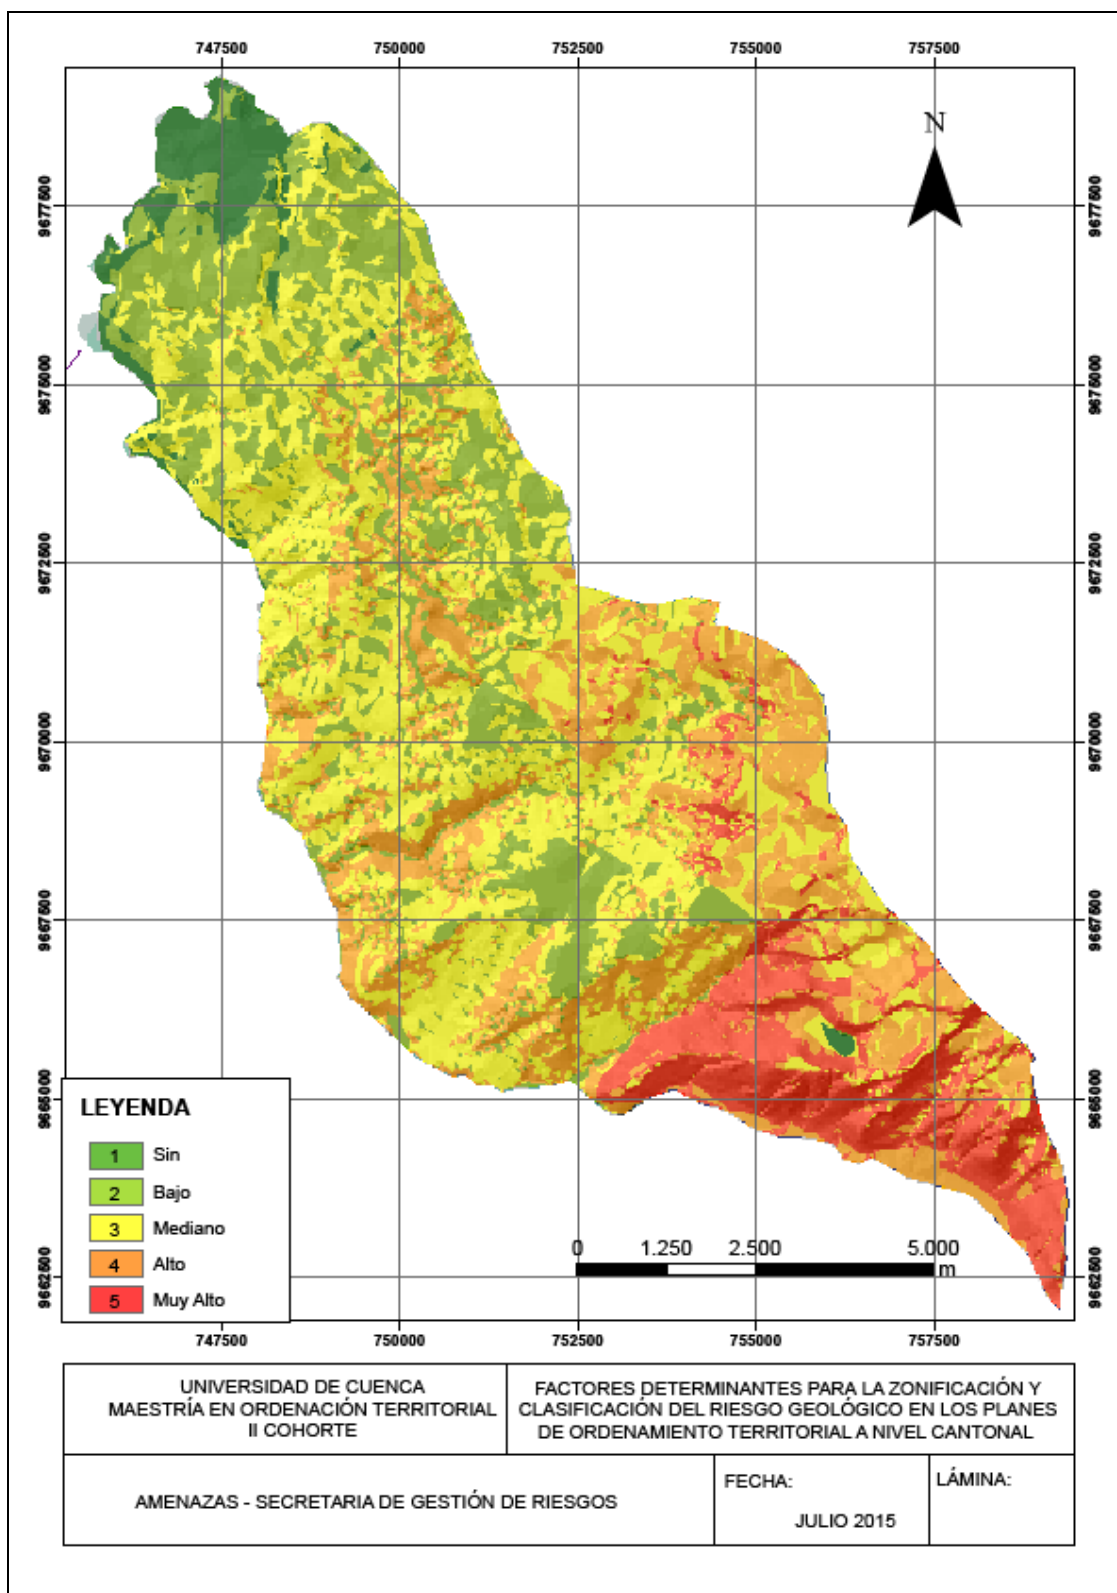 747500 750000 752500 755000 757500
N
9677500 9677500
9675000 9675000
9672500 9672500
9670000 9670000
9667500 9667500
9665000 9665000
9662500 9662500
LEYENDA
1 Sin
2 Bajo
3 Mediano
4 Alto
5 Muy Alto
0 1.250 2.500 5.000
m
747500 750000 752500 755000 757500
UNIVERSIDAD DE CUENCA
MAESTRÍA EN ORDENACIÓN TERRITORIAL
II COHORTE
FACTORES DETERMINANTES PARA LA ZONIFICACIÓN Y
CLASIFICACIÓN DEL RIESGO GEOLÓGICO EN LOS PLANES
DE ORDENAMIENTO TERRITORIAL A NIVEL CANTONAL
AMENAZAS - SECRETARIA DE GESTIÓN DE RIESGOS
FECHA:
JULIO 2015
LÁMINA: